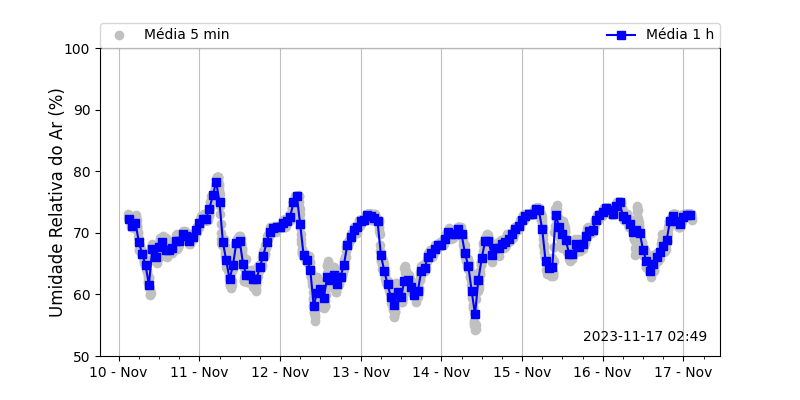 Média 5 min
Média 1 h
Umidade Relativa do Ar (%)
100
90
80
70
60
50
2023-11-17 02:49
10 - Nov
11 - Nov
12 - Nov
13 - Nov
14 - Nov
15 - Nov
16 - Nov
17 - Nov